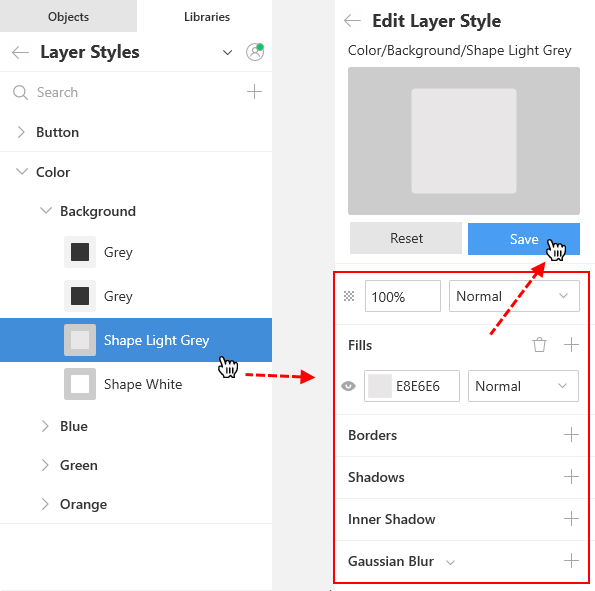 Objects
Libraries
Layer Styles
Search
Button
Color
Background
Grey
Grey
Shape Light Grey
Shape White
Blue
Green
Orange
Edit Layer Style
Color/Background/Shape Light Grey
Reset
Save
100%
Normal
Fills
E8E6E6
Normal
Borders
Shadows
Inner Shadow
Gaussian Blur